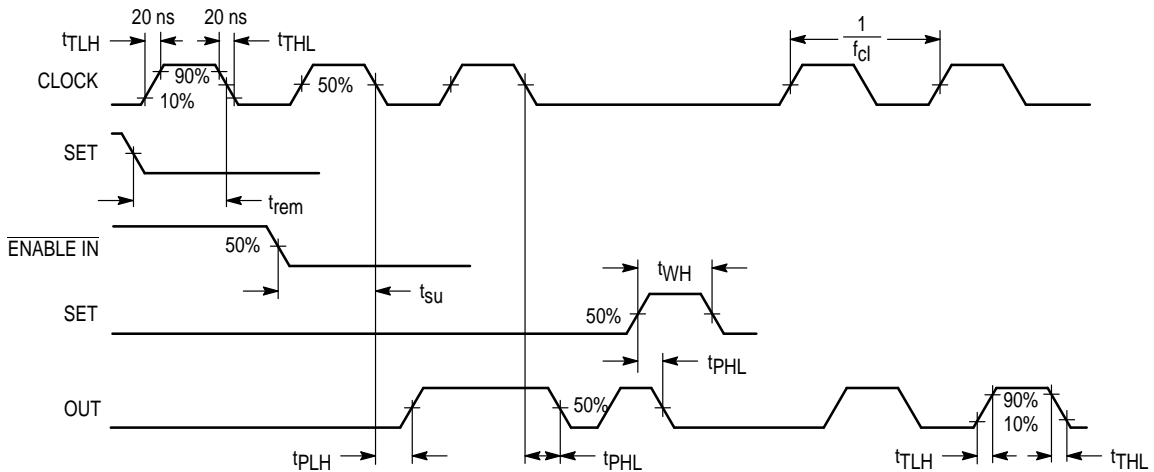 20 ns 20 ns
tTLH tTHL
1
fcl
CLOCK 90% 50%
10%
SET
trem
ENABLE IN 50%
tsu
tWH
SET 50%
tPHL
OUT 50% 90%
10%
tPLH tPHL tTLH tTHL